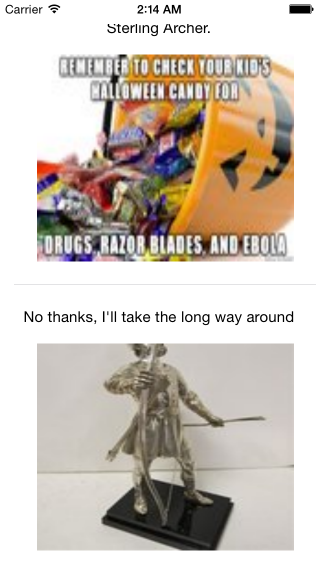 Carrier 2:14 AM
Sterling Archer.
REMEMBER TO CHECK YOUR KID'S
HALLOWEEN CANDY FOR
DRUGS, RAZOR BLADES, AND EBOLA
No thanks, I'll take the long way around